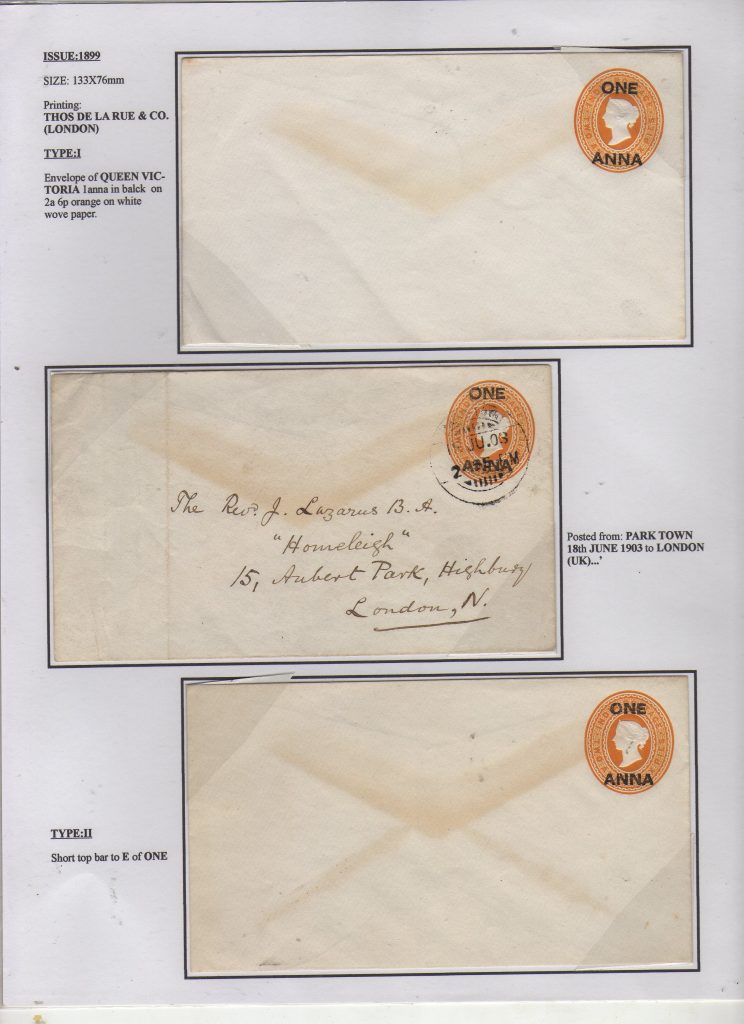 ISSUE:1899
SIZE: 133X76mm
Printing:
THOS DE LA RUE & CO.
(LONDON)
TYPE:I
Envelope of QUEEN VIC-
TORIA 1anna in balck on
2a 6p orange on white
wove paper.
ONE
ANNA
ONE
ANNA
JU.03
The Revd. J. Lazarus B.A.
"Homeleigh"
15, Aubert Park, Highbury
London, N.
Posted from: PARK TOWN
18th JUNE 1903 to LONDON
(UK)...'
ONE
ANNA
TYPE:II
Short top bar to E of ONE